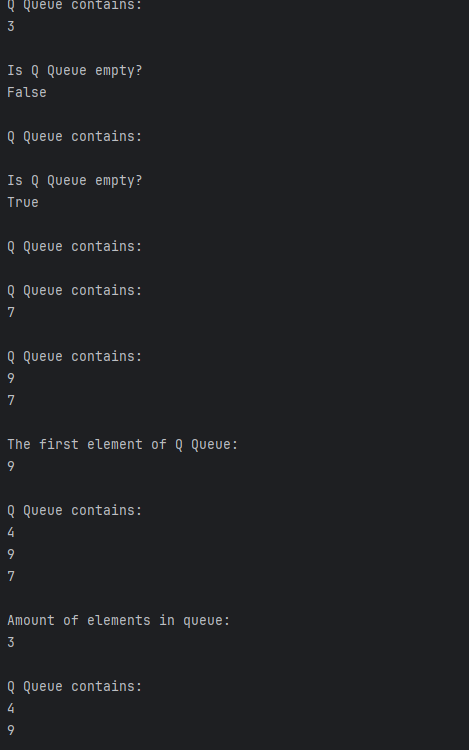 Q Queue contains:
3
Is Q Queue empty?
False
Q Queue contains:
Is Q Queue empty?
True
Q Queue contains:
Q Queue contains:
7
Q Queue contains:
9
7
The first element of Q Queue:
9
Q Queue contains:
4
9
7
Amount of elements in queue:
3
Q Queue contains:
4
9